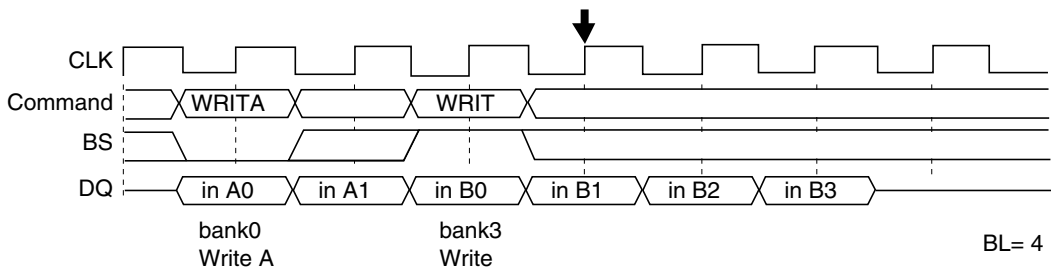 CLK
Command WRITA WRIT
BS
DQ in A0 in A1 in B0 in B1 in B2 in B3
bank0 bank3
Write A Write BL= 4